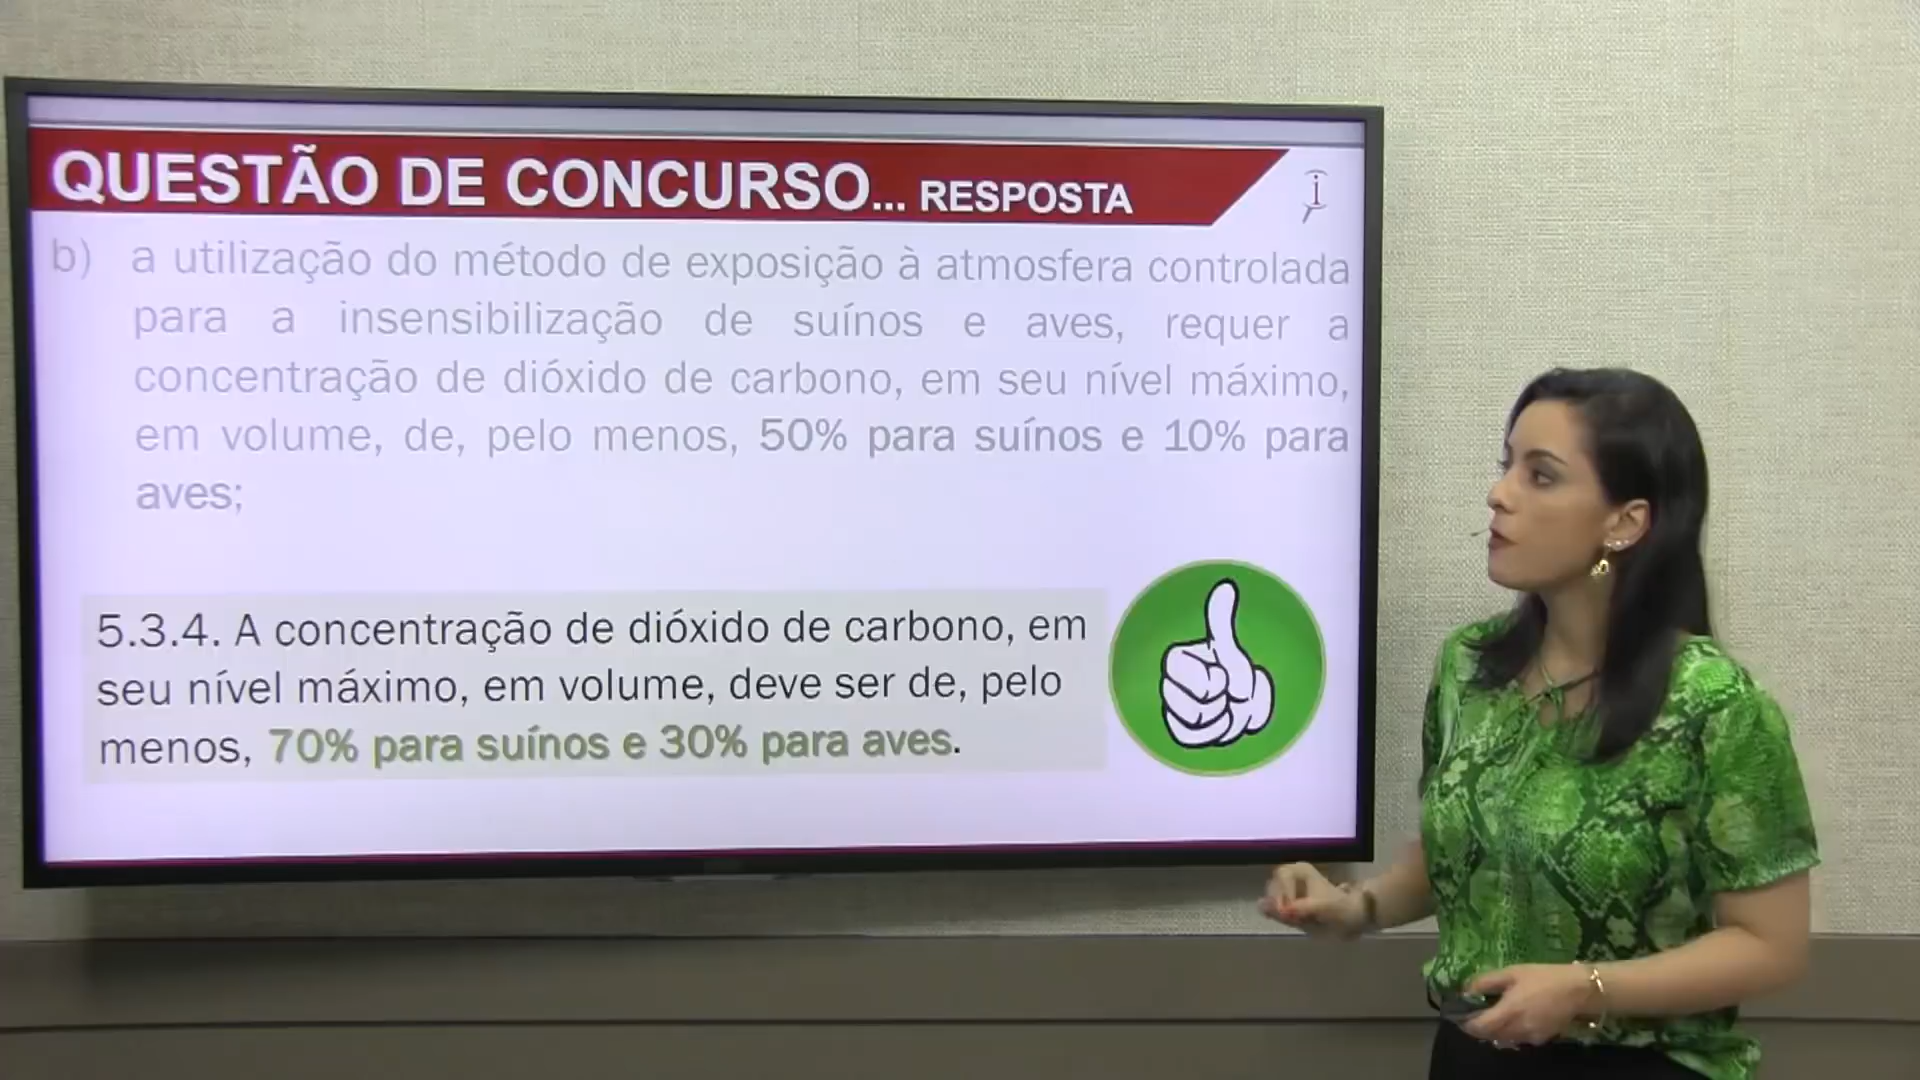 QUESTÃO DE CONCURSO... RESPOSTA
b) a utilização do método de exposição à atmosfera controlada
para a insensibilização de suínos e aves, requer a
concentração de dióxido de carbono, em seu nível máximo,
em volume, de, pelo menos, 50% para suínos e 10% para
aves;
5.3.4. A concentração de dióxido de carbono, em
seu nível máximo, em volume, deve ser de, pelo
menos, 70% para suínos e 30% para aves.